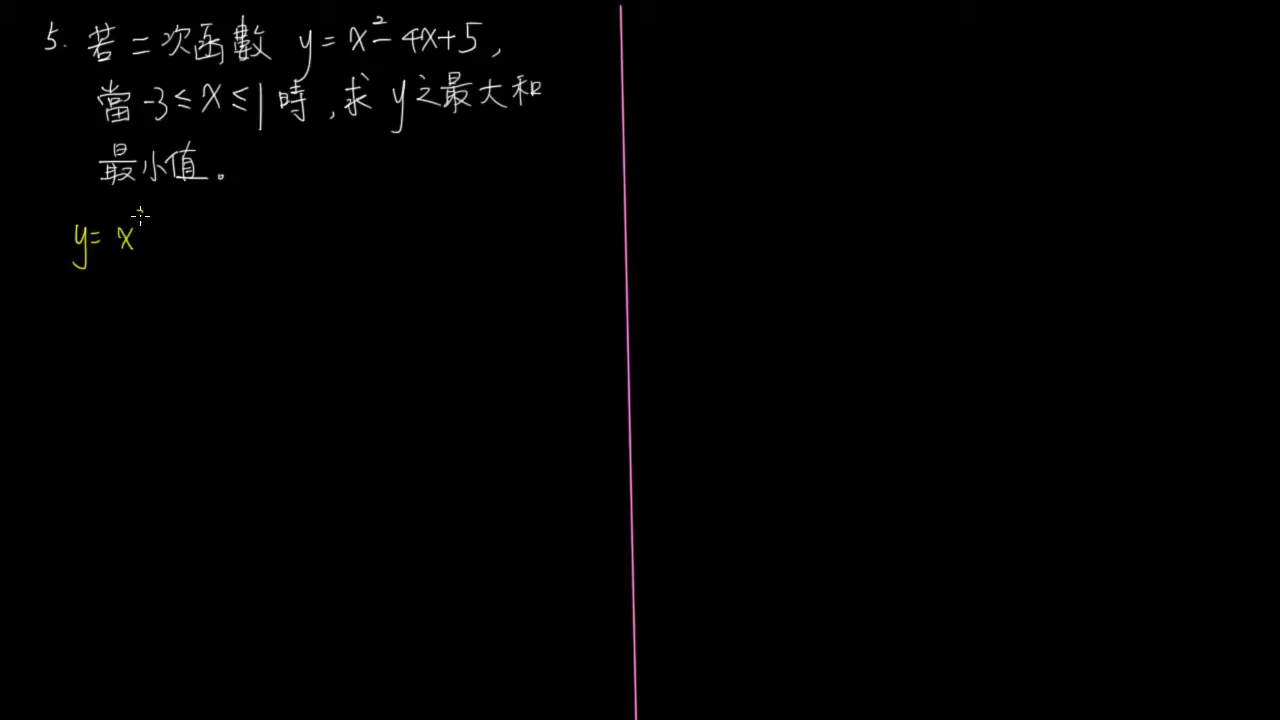 5. 若二次函數 y = x² - 4x + 5 ,
當 -3 ≤ x ≤ 1 時 , 求 y 之最大和
最小值。
y = x²